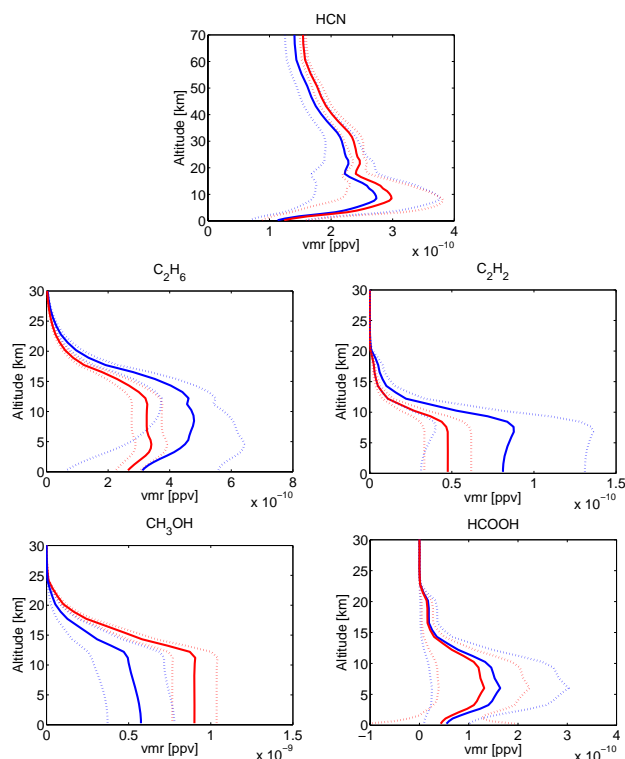 HCN
70
60
50
40
30
20
10
0
Altitude [km]
0 1 2 3 4
vmr [ppv]
x 10⁻¹⁰
C₂H₆
30
25
20
15
10
5
0
Altitude [km]
0 2 4 6 8
vmr [ppv]
x 10⁻¹⁰
C₂H₂
30
25
20
15
10
5
0
Altitude [km]
0 0.5 1 1.5
vmr [ppv]
x 10⁻¹⁰
CH₃OH
30
25
20
15
10
5
0
Altitude [km]
0 0.5 1 1.5
vmr [ppv]
x 10⁻⁹
HCOOH
30
25
20
15
10
5
0
Altitude [km]
−1 0 1 2 3 4
vmr [ppv]
x 10⁻¹⁰